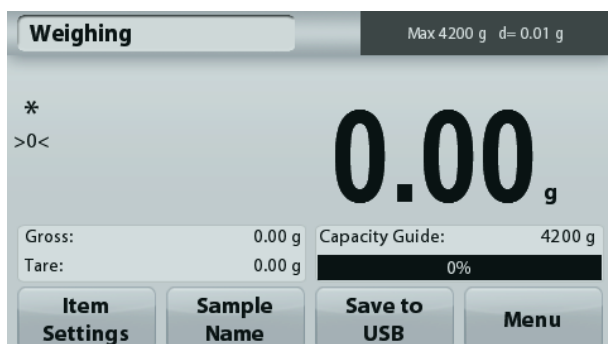 Weighing
Max 4200 g d= 0.01 g
*
>0<
0.00 g
Gross: 0.00 g
Tare: 0.00 g
Capacity Guide: 4200 g
0%
Item Settings
Sample Name
Save to USB
Menu